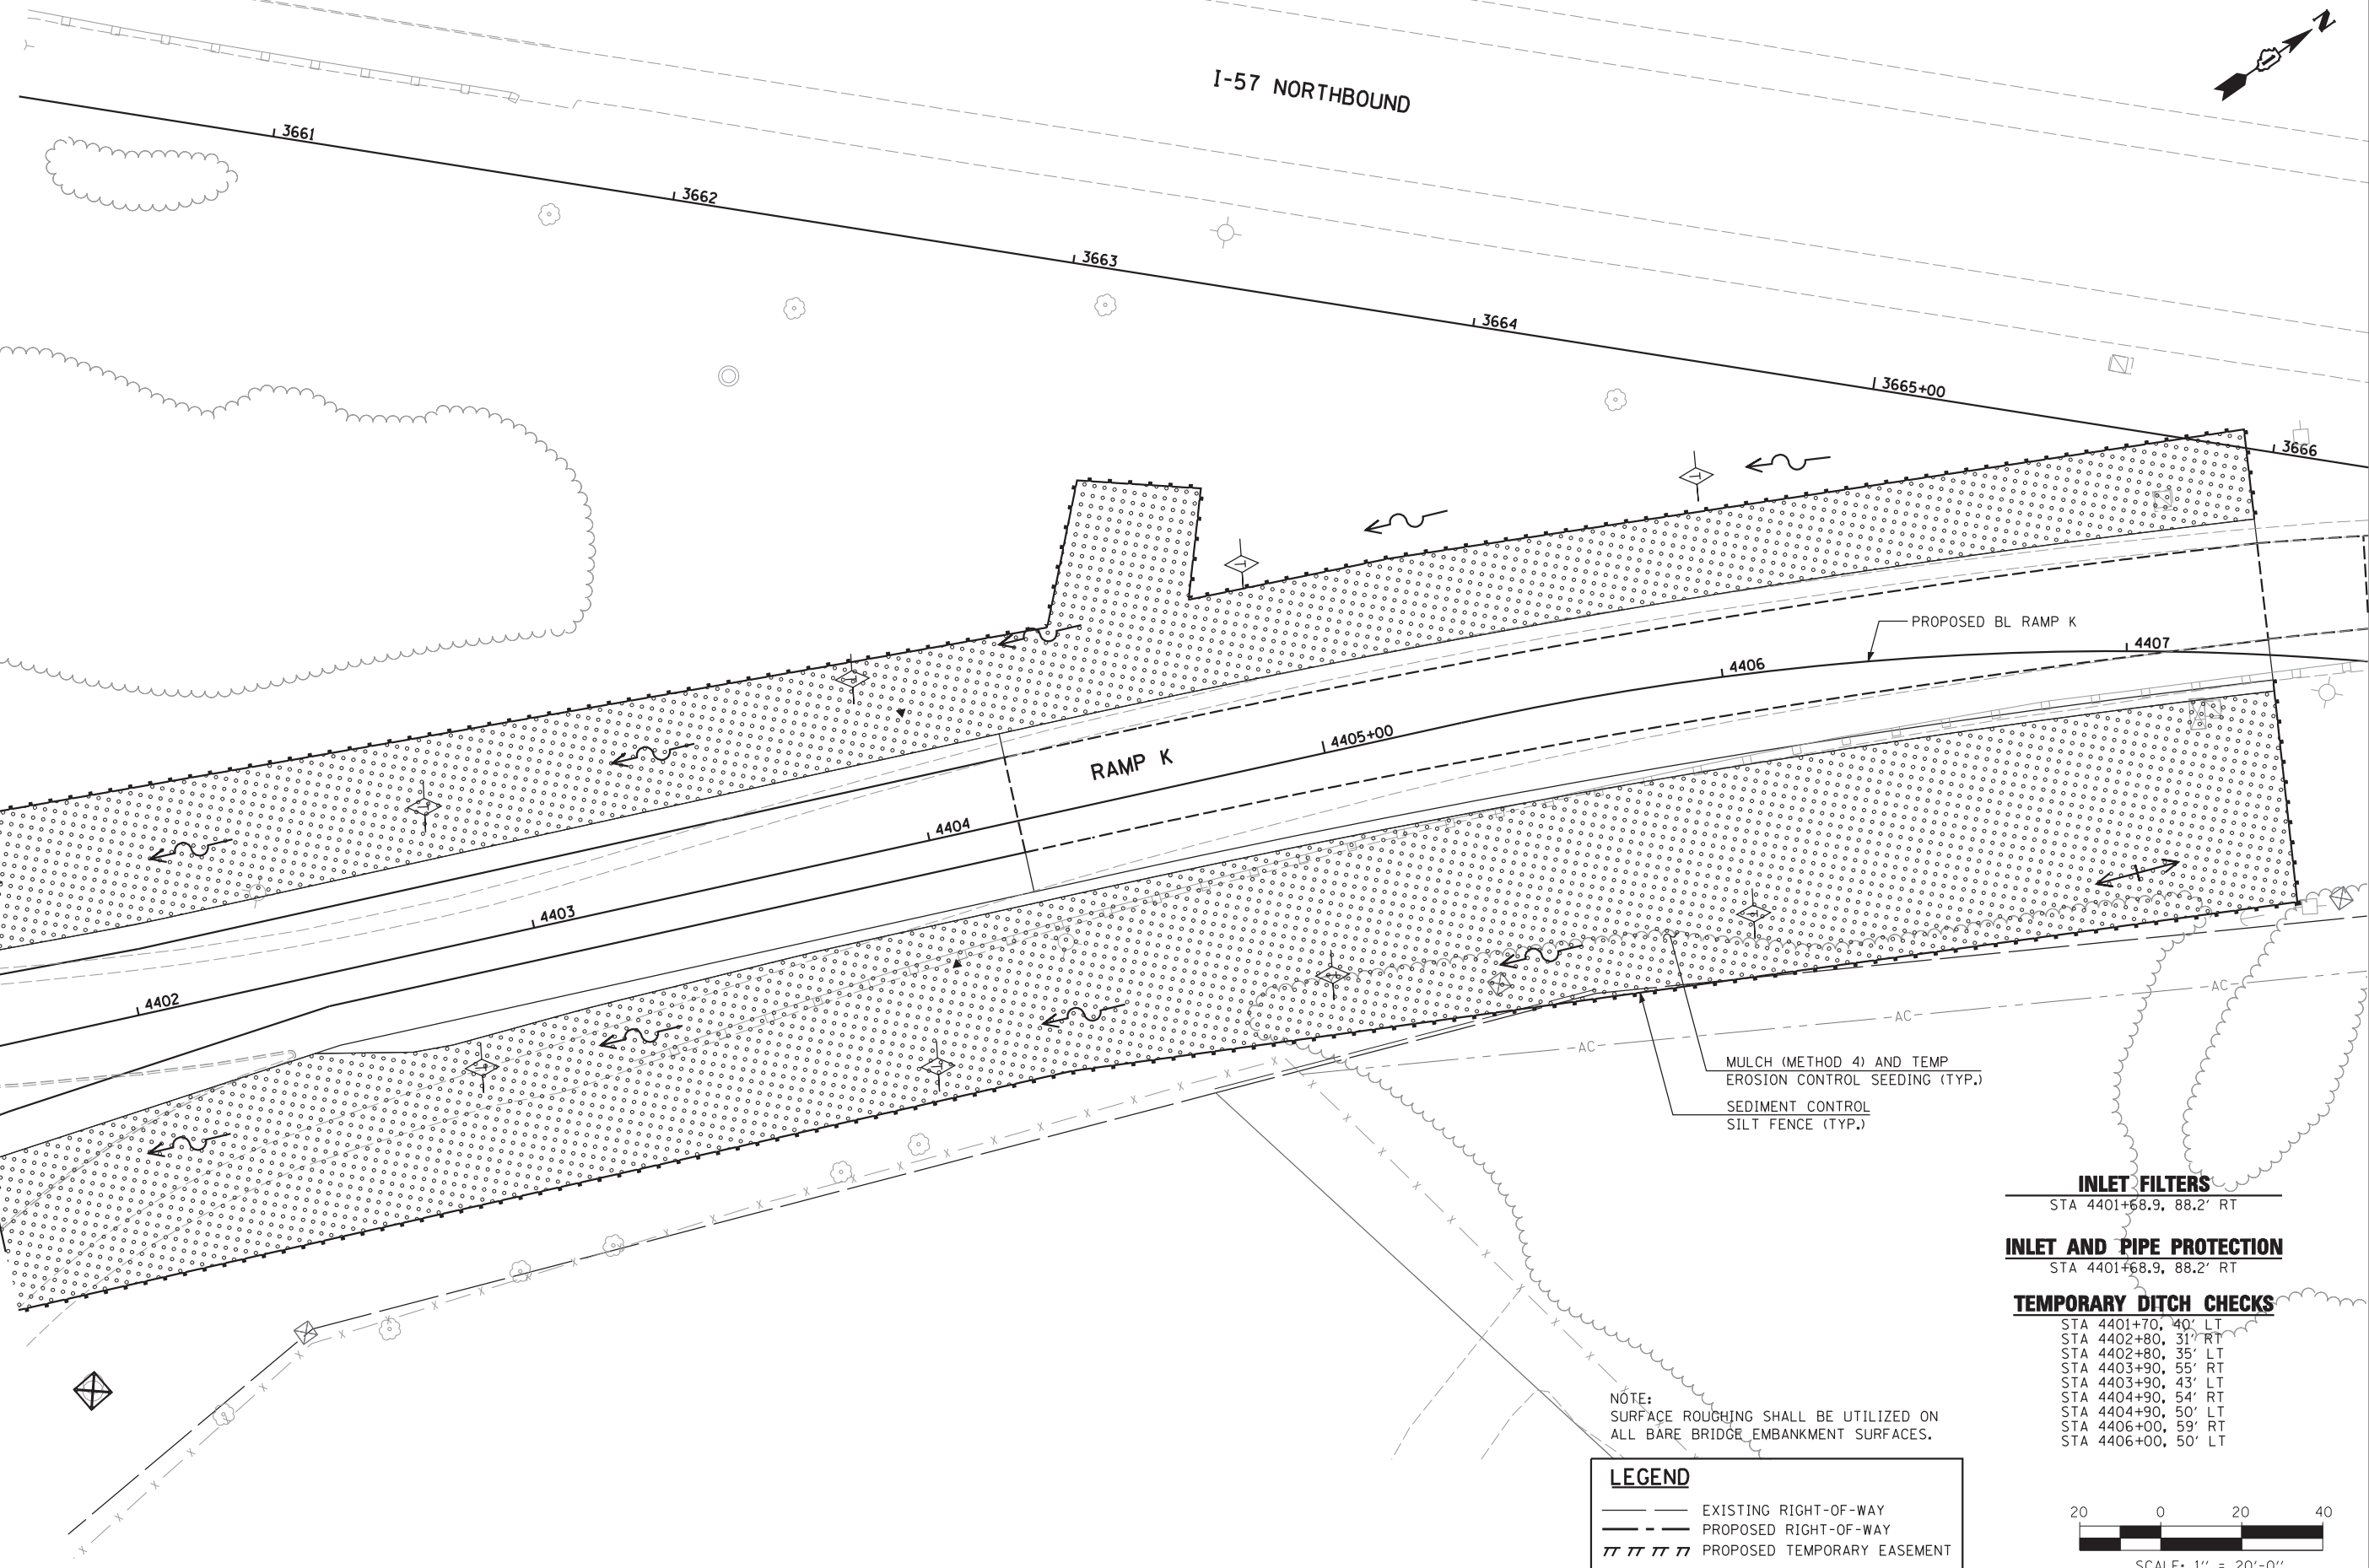 N
I-57 NORTHBOUND
3661
3662
3663
3664
3665+00
3666
PROPOSED BL RAMP K
4407
4406
4405+00
RAMP K
4404
4403
4402
AC
AC
AC
MULCH (METHOD 4) AND TEMP
EROSION CONTROL SEEDING (TYP.)
SEDIMENT CONTROL
SILT FENCE (TYP.)
INLET FILTERS
STA 4401+68.9, 88.2' RT
INLET AND PIPE PROTECTION
STA 4401+68.9, 88.2' RT
TEMPORARY DITCH CHECKS
STA 4401+70, 40' LT
STA 4402+80, 31' RT
STA 4402+80, 35' LT
STA 4403+90, 55' RT
STA 4403+90, 43' LT
STA 4404+90, 54' RT
STA 4404+90, 50' LT
STA 4406+00, 59' RT
STA 4406+00, 50' LT
NOTE:
SURFACE ROUGHING SHALL BE UTILIZED ON
ALL BARE BRIDGE EMBANKMENT SURFACES.
LEGEND
EXISTING RIGHT-OF-WAY
PROPOSED RIGHT-OF-WAY
PROPOSED TEMPORARY EASEMENT
20 0 20 40
SCALE: 1" = 20'-0"